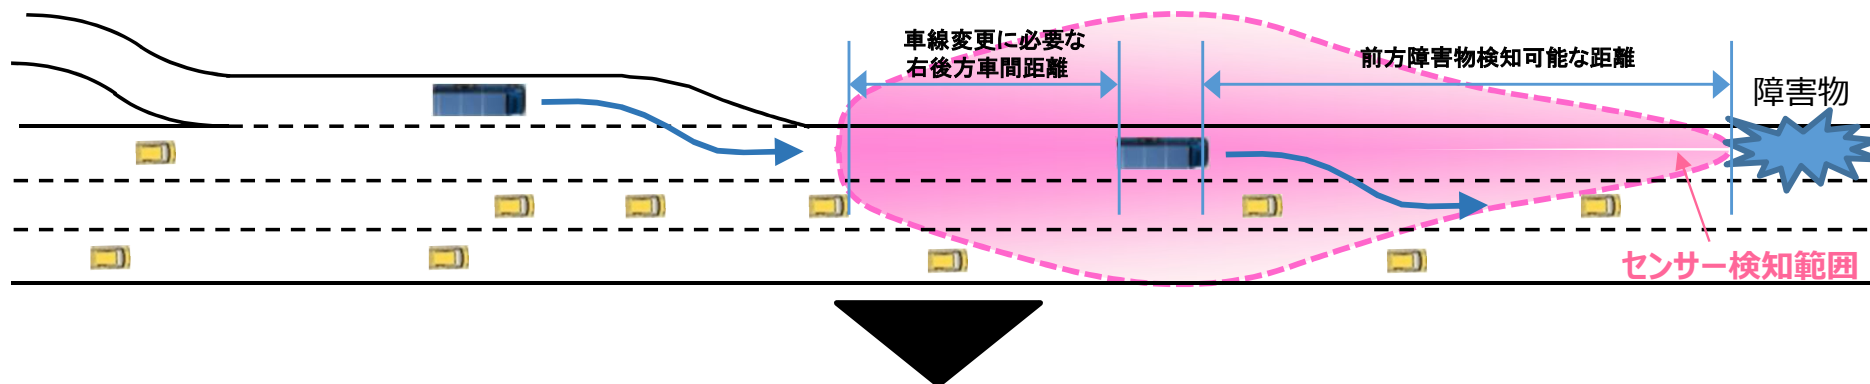 車線変更に必要な
右後方車間距離
前方障害物検知可能な距離
障害物
センサー検知範囲